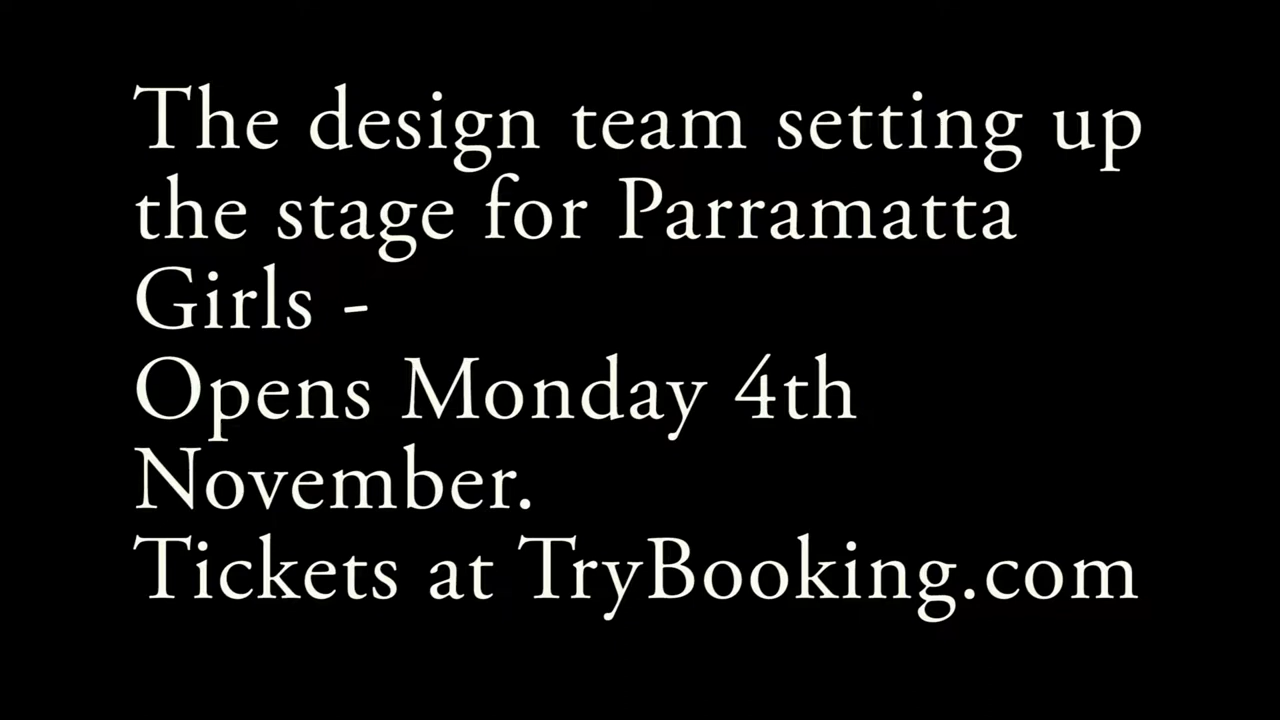 The design team setting up
the stage for Parramatta
Girls -
Opens Monday 4th
November.
Tickets at TryBooking.com